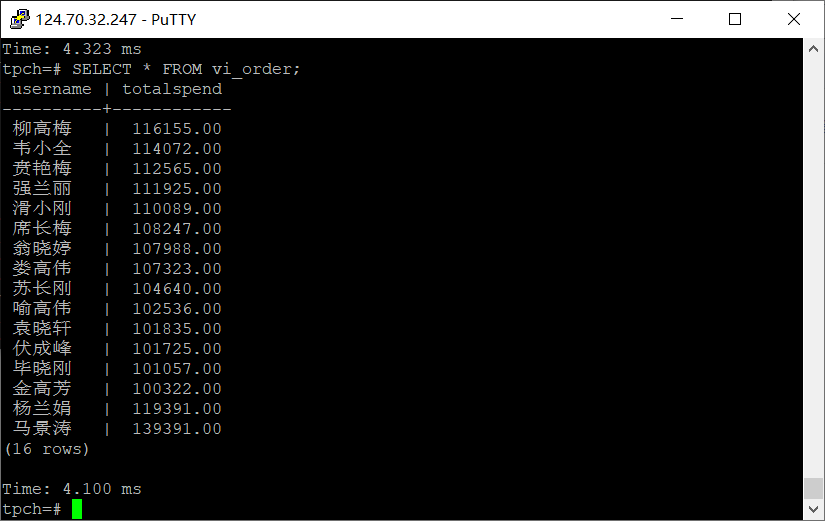 124.70.32.247 - PuTTY
Time: 4.323 ms
tpch=# SELECT * FROM vi_order;
 username | totalspend
----------+------------
 柳高梅   |  116155.00
 韦小全   |  114072.00
 贲艳梅   |  112565.00
 强兰丽   |  111925.00
 滑小刚   |  110089.00
 席长梅   |  108247.00
 翁晓婷   |  107988.00
 娄高伟   |  107323.00
 苏长刚   |  104640.00
 喻高伟   |  102536.00
 袁晓轩   |  101835.00
 伏成峰   |  101725.00
 毕晓刚   |  101057.00
 金高芳   |  100322.00
 杨兰娟   |  119391.00
 马景涛   |  139391.00
(16 rows)
Time: 4.100 ms
tpch=#